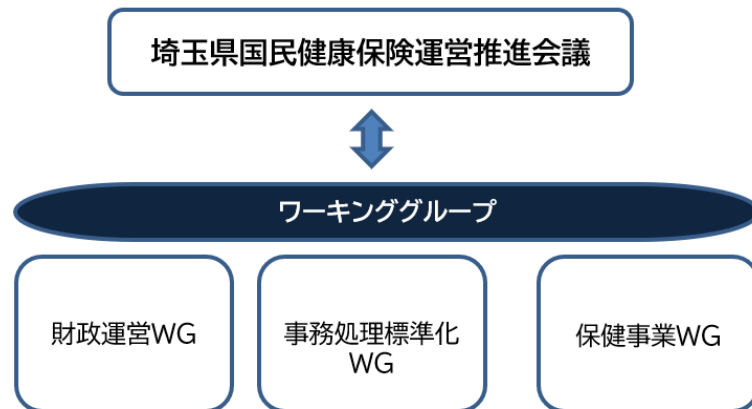 埼玉県国民健康保険運営推進会議
ワーキンググループ
財政運営WG
事務処理標準化
WG
保健事業WG